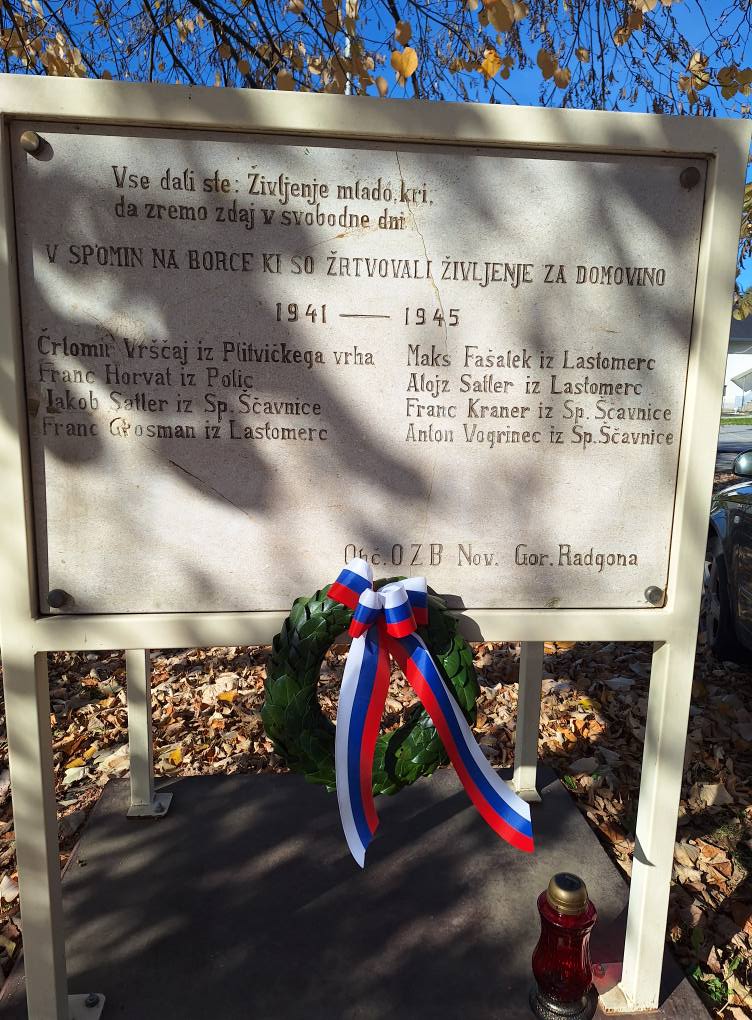 Vse dali ste: Življenje mlado, kri,
da zremo zdaj v svobodne dni
V SPOMIN NA BORCE KI SO ŽRTVOVALI ŽIVLJENJE ZA DOMOVINO
1941 — 1945
Črtomir Vrščaj iz Plitvičkega vrha
Franc Horvat iz Polic
Jakob Satler iz Sp. Ščavnice
Franc Grosman iz Lastomerc
Maks Fašalek iz Lastomerc
Alojz Satler iz Lastomerc
Franc Kraner iz Sp. Ščavnice
Anton Vogrinec iz Sp. Ščavnice
Obč. O Z B Nov. Gor. Radgona